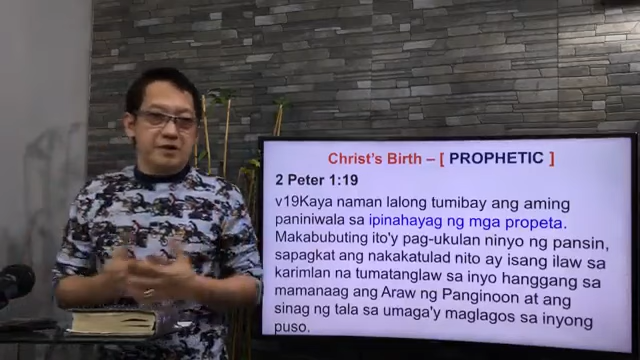 Christ's Birth – [ PROPHETIC ]
2 Peter 1:19
v19Kaya naman lalong tumibay ang aming
paniniwala sa ipinahayag ng mga propeta.
Makabubuting ito'y pag-ukulan ninyo ng pansin,
sapagkat ang nakakatulad nito ay isang ilaw sa
karimlan na tumatanglaw sa inyo hanggang sa
mamanaag ang Araw ng Panginoon at ang
sinag ng tala sa umaga'y maglagos sa inyong
puso.